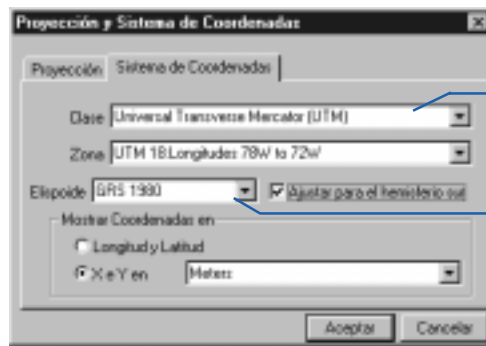 Proyección y Sistema de Coordenadas
Proyección Sistema de Coordenadas
Clase Universal Transverse Mercator (UTM)
Zona UTM 18:Longitudes 78W to 72W
Elispoide GRS 1980 Ajustar para el hemisferio sur
Mostrar Coordenadas en
Longitud y Latitud
X e Y en Meters
Aceptar Cancelar